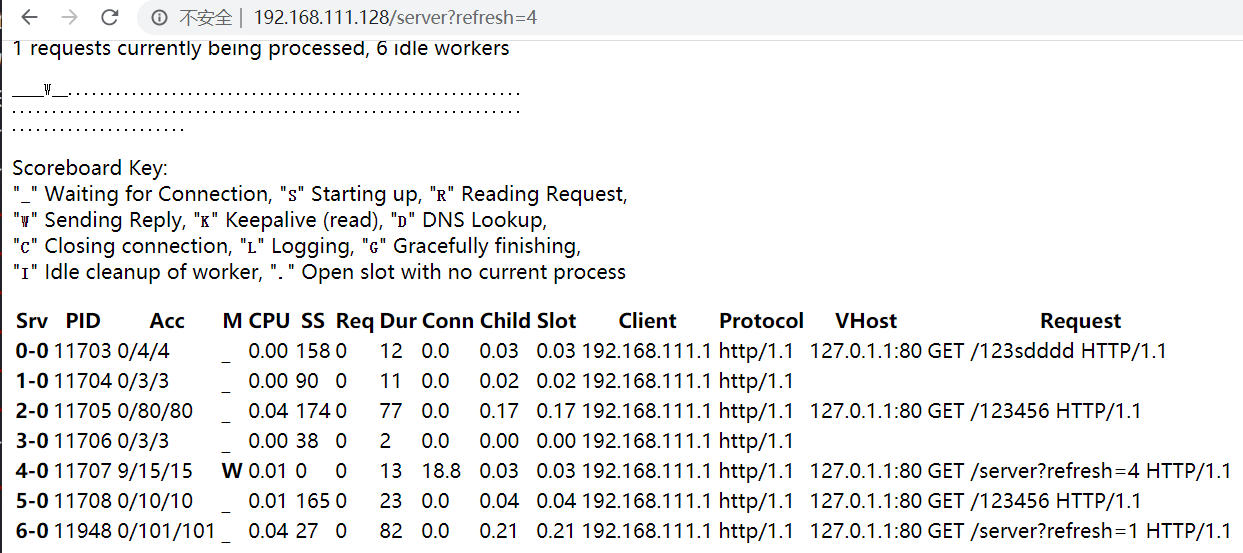 不安全 | 192.168.111.128/server?refresh=4
1 requests currently being processed, 6 idle workers
____W__.........................................................
................................................................
......................
Scoreboard Key:
"_" Waiting for Connection, "S" Starting up, "R" Reading Request,
"W" Sending Reply, "K" Keepalive (read), "D" DNS Lookup,
"C" Closing connection, "L" Logging, "G" Gracefully finishing,
"I" Idle cleanup of worker, "." Open slot with no current process
Srv PID Acc M CPU SS Req Dur Conn Child Slot Client Protocol VHost Request
0-0 11703 0/4/4 _ 0.00 158 0 12 0.0 0.03 0.03 192.168.111.1 http/1.1 127.0.1.1:80 GET /123sdddd HTTP/1.1
1-0 11704 0/3/3 _ 0.00 90 0 11 0.0 0.02 0.02 192.168.111.1 http/1.1
2-0 11705 0/80/80 _ 0.04 174 0 77 0.0 0.17 0.17 192.168.111.1 http/1.1 127.0.1.1:80 GET /123456 HTTP/1.1
3-0 11706 0/3/3 _ 0.00 38 0 2 0.0 0.00 0.00 192.168.111.1 http/1.1
4-0 11707 9/15/15 W 0.01 0 0 13 18.8 0.03 0.03 192.168.111.1 http/1.1 127.0.1.1:80 GET /server?refresh=4 HTTP/1.1
5-0 11708 0/10/10 _ 0.01 165 0 23 0.0 0.04 0.04 192.168.111.1 http/1.1 127.0.1.1:80 GET /123456 HTTP/1.1
6-0 11948 0/101/101 _ 0.04 27 0 82 0.0 0.21 0.21 192.168.111.1 http/1.1 127.0.1.1:80 GET /server?refresh=1 HTTP/1.1